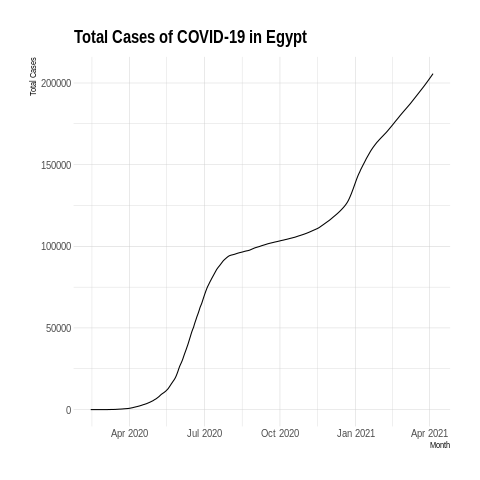 Total Cases of COVID-19 in Egypt
Total Cases
200000
150000
100000
50000
0
Apr 2020 Jul 2020 Oct 2020 Jan 2021 Apr 2021
Month